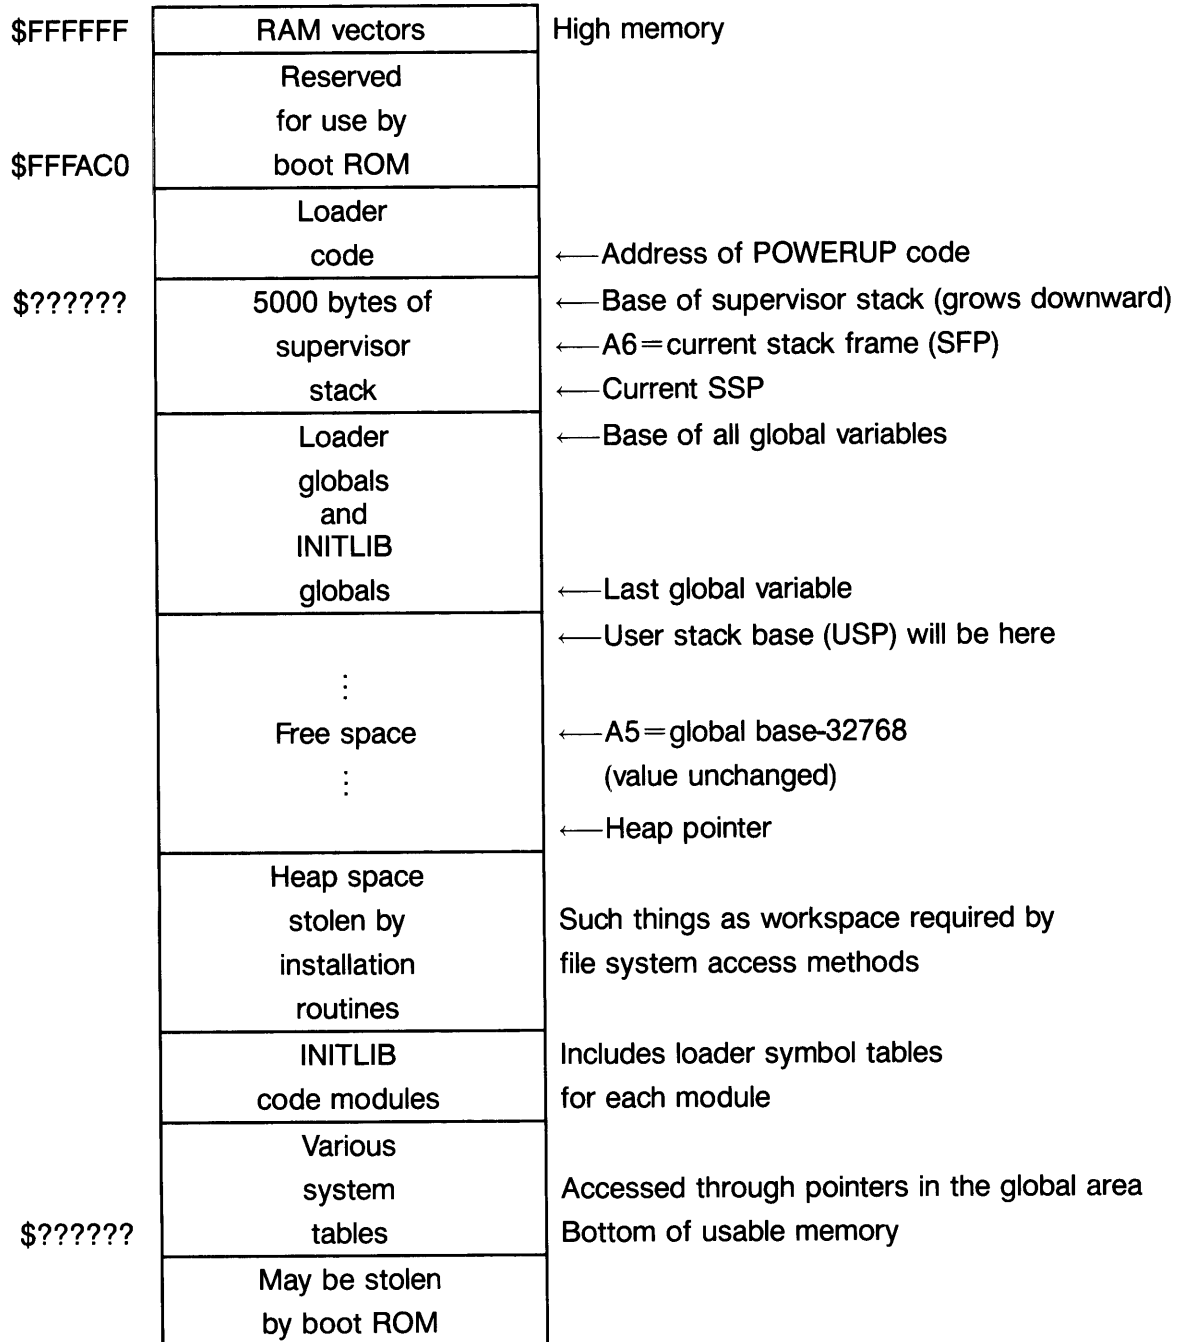 $FFFFFF RAM vectors High memory
Reserved
for use by
$FFFAC0 boot ROM
Loader
code ←Address of POWERUP code
$?????? 5000 bytes of ←Base of supervisor stack (grows downward)
supervisor ←A6=current stack frame (SFP)
stack ←Current SSP
Loader ←Base of all global variables
globals
and
INITLIB
globals ←Last global variable
←User stack base (USP) will be here
⋮
Free space ←A5=global base-32768
⋮ (value unchanged)
←Heap pointer
Heap space
stolen by Such things as workspace required by
installation file system access methods
routines
INITLIB Includes loader symbol tables
code modules for each module
Various
system Accessed through pointers in the global area
$?????? tables Bottom of usable memory
May be stolen
by boot ROM